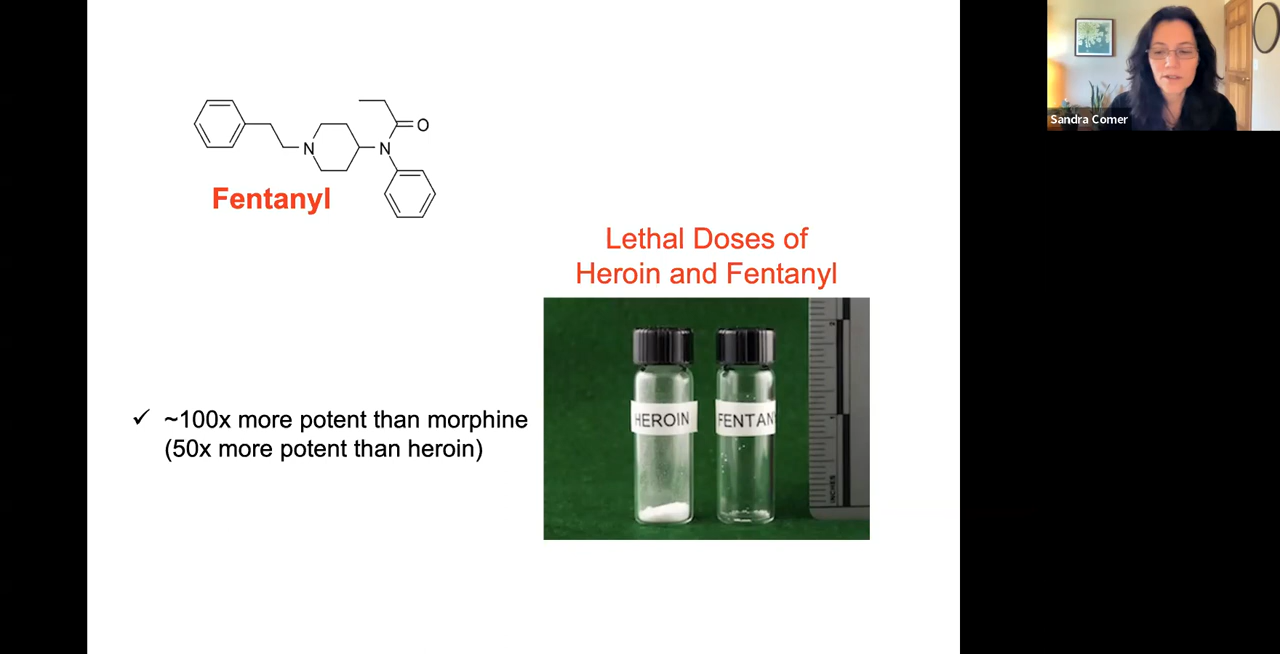 Fentanyl
N
N
O
Lethal Doses of
Heroin and Fentanyl
HEROIN
FENTAN
INCHES
✓ ~100x more potent than morphine
(50x more potent than heroin)
Sandra Comer